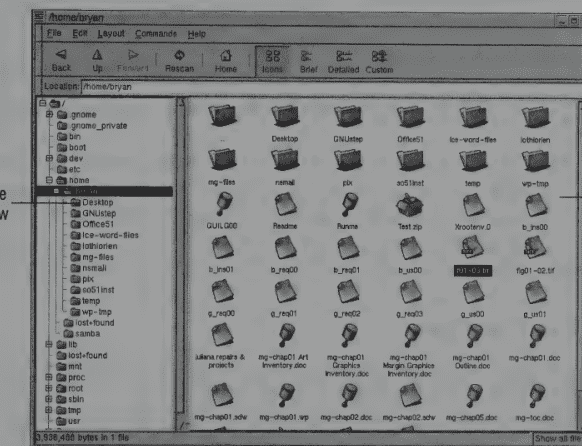 /home/bryan
File Edit Layout Commands Help
Back Up Forward Rescan Home Icons Brief Detailed Custom
Location: /home/bryan
/
gnome
gnome_private
bin
boot
dev
etc
home
Desktop
GNUstep
Office51
Ice-word-files
lothlorien
mg-files
nsmail
pix
so51inst
temp
wp-tmp
lost+found
samba
lib
lost+found
mnt
proc
root
sbin
tmp
usr
..
Desktop GNUstep Office51 Ice-word-files lothlorien
mg-files nsmail pix so51inst temp wp-tmp
GUILG00 Readme Runme Test.zip Xrootenv.0 b_ins00
b_ins01 b_req00 b_req01 b_us00 fig1-02.tif fig01-02.tif
g_req00 g_req01 g_req02 g_req03 g_us00 g_us01
juliana repairs & projects
mg-chap01 Art Inventory.doc
mg-chap01 Graphics Inventory.doc
mg-chap01 Margin Graphics Inventory.doc
mg-chap01 Outline.doc
mg-chap01.doc
mg-chap01.sdw mg-chap01.wp mg-chap02.doc mg-chap02.sdw mg-chap05.doc mg-toc.doc
3,938,488 bytes in 1 file
Show all file